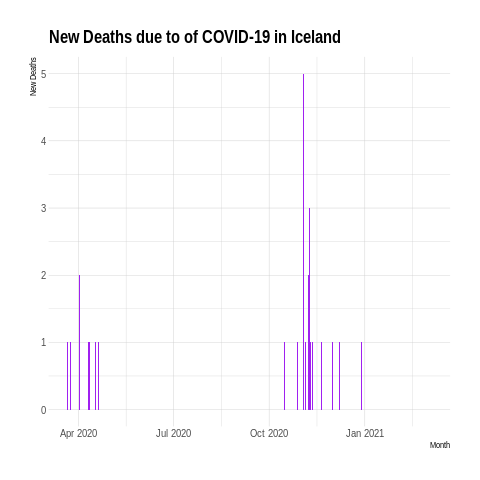 New Deaths due to of COVID-19 in Iceland
New Deaths
5
4
3
2
1
0
Apr 2020
Jul 2020
Oct 2020
Jan 2021
Month